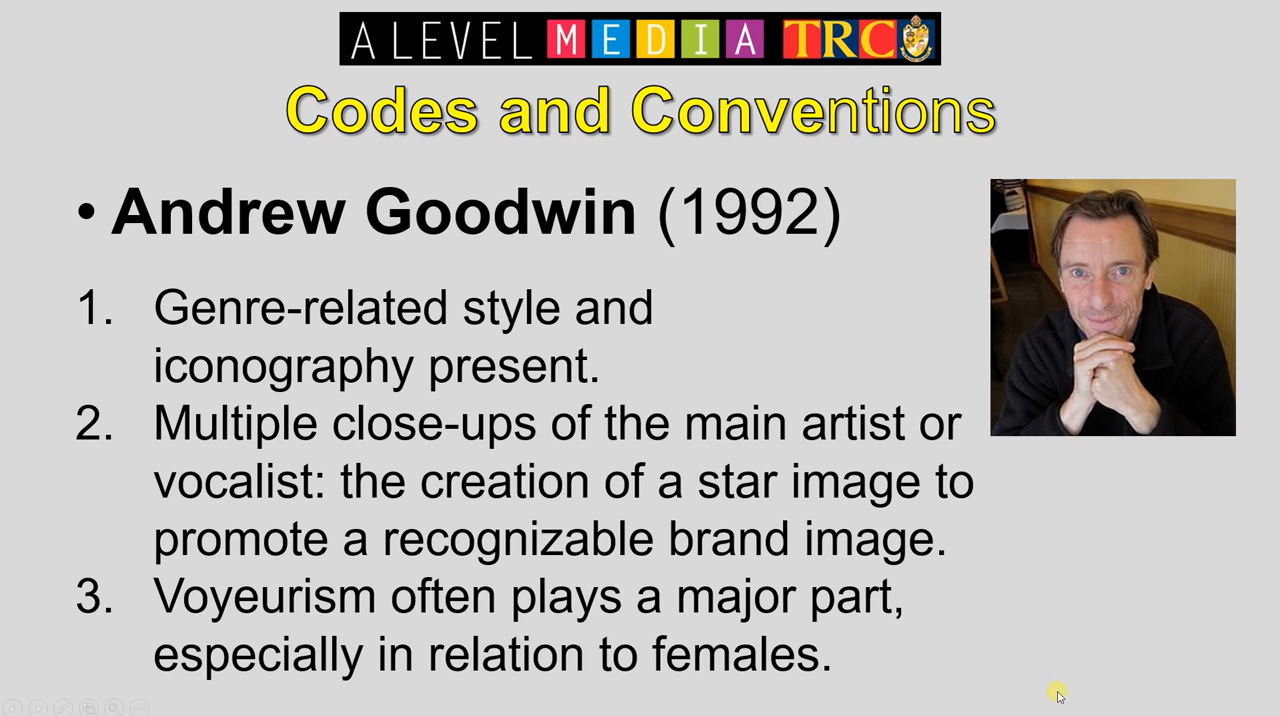 A LEVEL MEDIA TRC
Codes and Conventions
• Andrew Goodwin (1992)
1. Genre-related style and
iconography present.
2. Multiple close-ups of the main artist or
vocalist: the creation of a star image to
promote a recognizable brand image.
3. Voyeurism often plays a major part,
especially in relation to females.